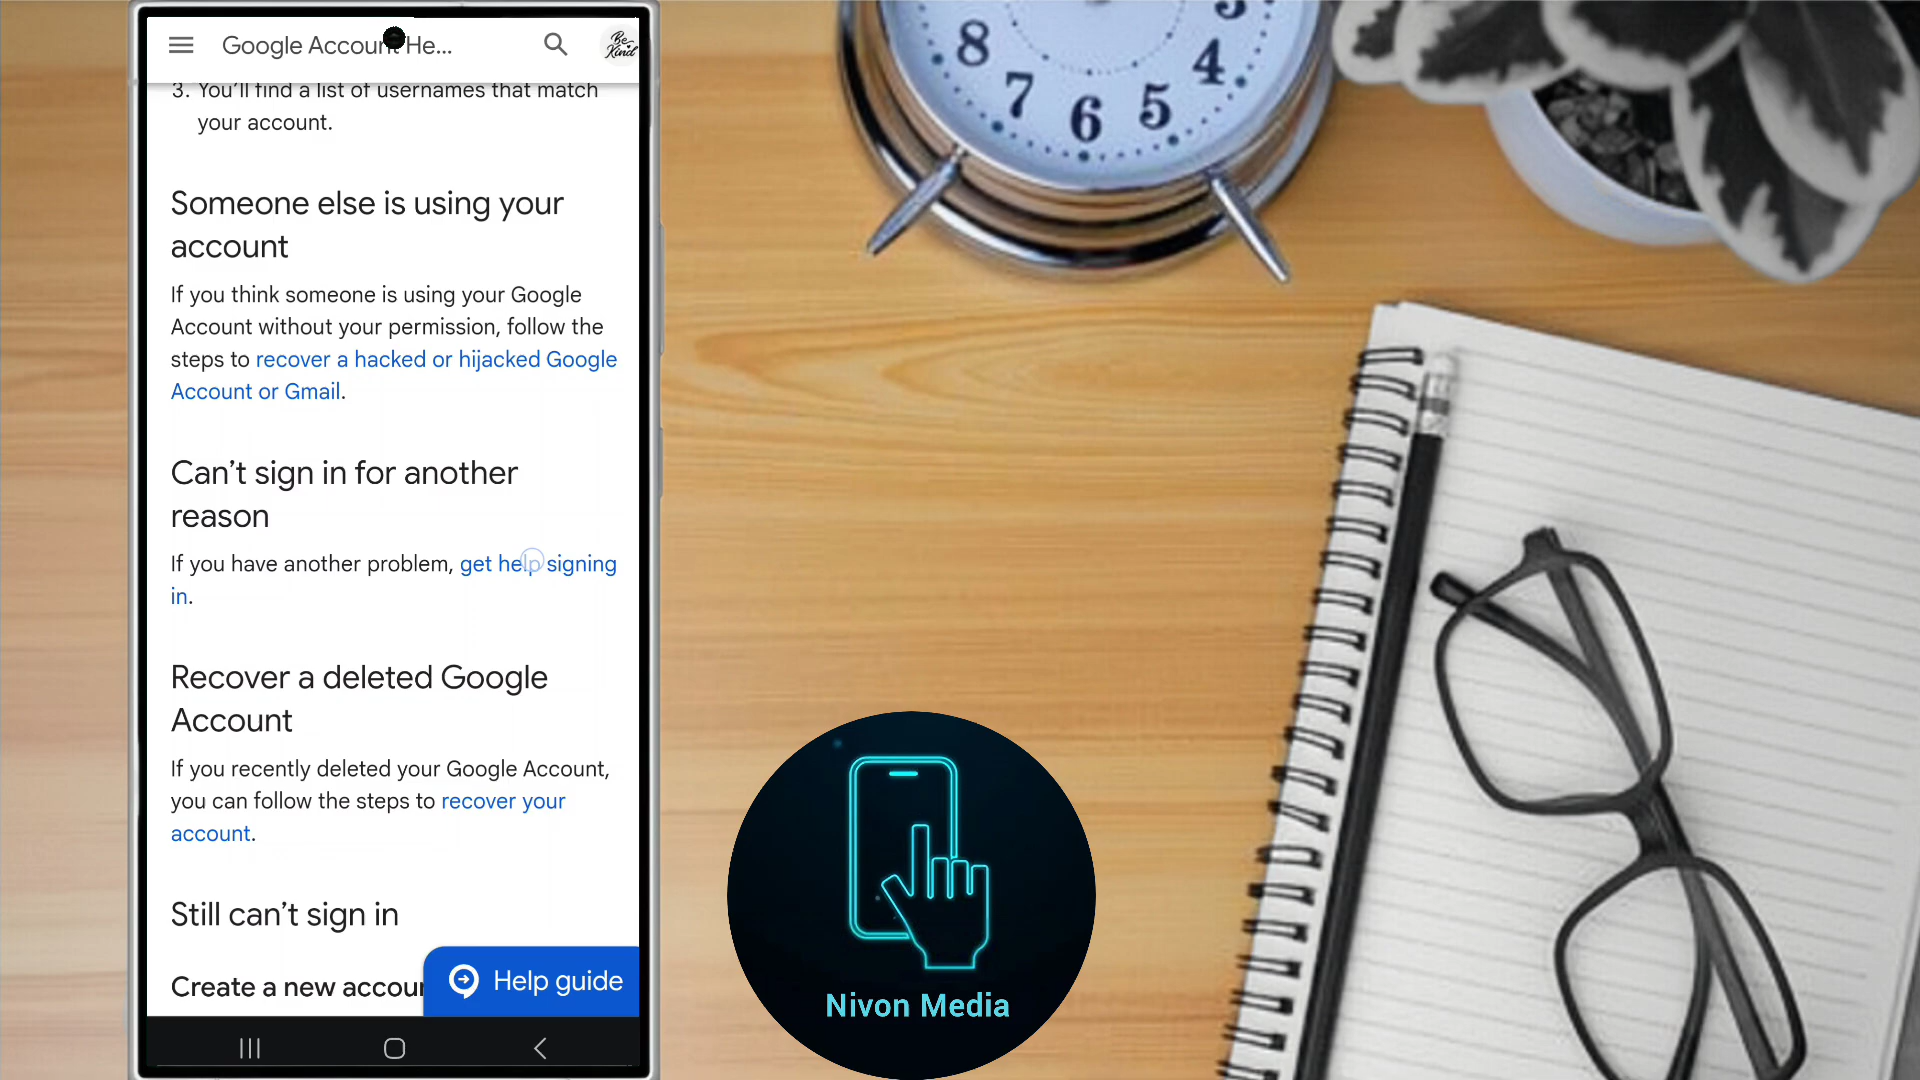 Google Account He...
Be
Kind
3. You'll find a list of usernames that match
your account.
Someone else is using your
account
If you think someone is using your Google
Account without your permission, follow the
steps to recover a hacked or hijacked Google
Account or Gmail.
Can't sign in for another
reason
If you have another problem, get help signing
in.
Recover a deleted Google
Account
If you recently deleted your Google Account,
you can follow the steps to recover your
account.
Still can't sign in
Create a new accour
Help guide
8
7
6
5
4
3
Nivon Media